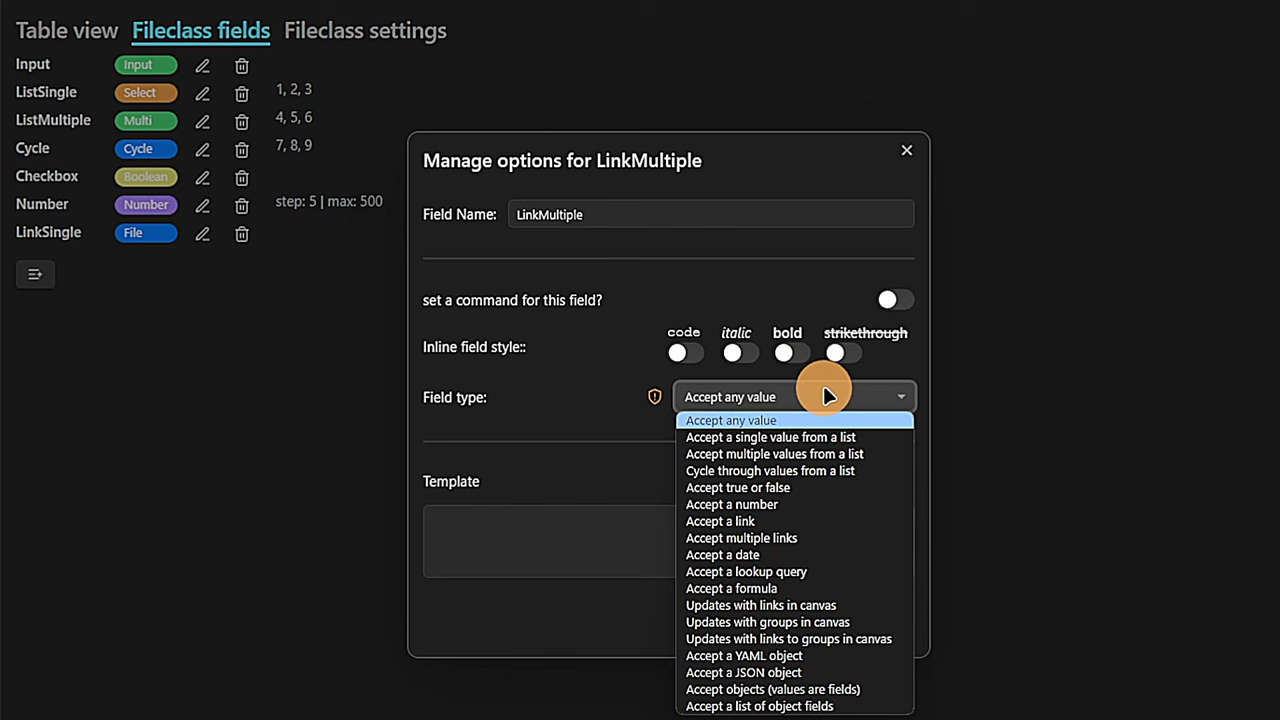 Table view Fileclass fields Fileclass settings
Input Input
ListSingle Select 1, 2, 3
ListMultiple Multi 4, 5, 6
Cycle Cycle 7, 8, 9
Checkbox Boolean
Number Number step: 5 | max: 500
LinkSingle File
Manage options for LinkMultiple
Field Name: LinkMultiple
set a command for this field?
code italic bold strikethrough
Inline field style::
Field type: Accept any value
Accept any value
Accept a single value from a list
Accept multiple values from a list
Cycle through values from a list
Accept true or false
Accept a number
Accept a link
Accept multiple links
Accept a date
Accept a lookup query
Accept a formula
Updates with links in canvas
Updates with groups in canvas
Updates with links to groups in canvas
Accept a YAML object
Accept a JSON object
Accept objects (values are fields)
Accept a list of object fields
Template